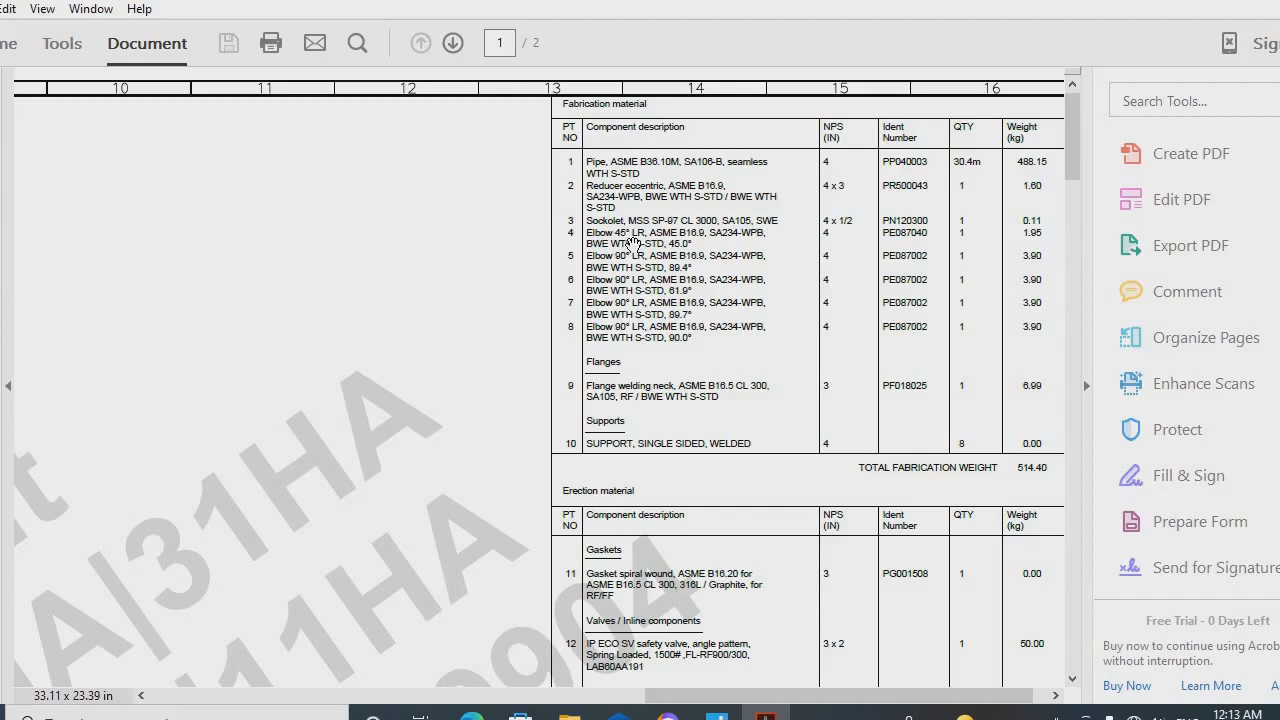 Edit View Window Help
me Tools Document 1 / 2 Sig
10 11 12 13 14 15 16
Fabrication material
PT NO Component description NPS (IN) Ident Number QTY Weight (kg)
1 Pipe, ASME B36.10M, SA106-B, seamless 4 PP040003 30.4m 488.15
WTH S-STD
2 Reducer eccentric, ASME B16.9, 4 x 3 PR500043 1 1.60
SA234-WPB, BWE WTH S-STD / BWE WTH
S-STD
3 Sockolet, MSS SP-97 CL 3000, SA105, SWE 4 x 1/2 PN120300 1 0.11
4 Elbow 45° LR, ASME B16.9, SA234-WPB, 4 PE087040 1 1.95
BWE WTH S-STD, 45.0°
5 Elbow 90° LR, ASME B16.9, SA234-WPB, 4 PE087002 1 3.90
BWE WTH S-STD, 89.4°
6 Elbow 90° LR, ASME B16.9, SA234-WPB, 4 PE087002 1 3.90
BWE WTH S-STD, 61.9°
7 Elbow 90° LR, ASME B16.9, SA234-WPB, 4 PE087002 1 3.90
BWE WTH S-STD, 89.7°
8 Elbow 90° LR, ASME B16.9, SA234-WPB, 4 PE087002 1 3.90
BWE WTH S-STD, 90.0°
Flanges
9 Flange welding neck, ASME B16.5 CL 300, 3 PF018025 1 6.99
SA105, RF / BWE WTH S-STD
Supports
10 SUPPORT, SINGLE SIDED, WELDED 4 8 0.00
TOTAL FABRICATION WEIGHT 514.40
Erection material
PT NO Component description NPS (IN) Ident Number QTY Weight (kg)
Gaskets
11 Gasket spiral wound, ASME B16.20 for 3 PG001508 1 0.00
ASME B16.5 CL 300, 316L / Graphite, for
RF/FF
Valves / Inline components
12 IP ECO SV safety valve, angle pattern, 3 x 2 1 50.00
Spring Loaded, 1500# ,FL-RF900/300,
LAB60AA191
A|31HA
11HA
0904
33.11 x 23.39 in
Search Tools...
Create PDF
Edit PDF
Export PDF
Comment
Organize Pages
Enhance Scans
Protect
Fill & Sign
Prepare Form
Send for Signature
Free Trial - 0 Days Left
Buy now to continue using Acrob
without interruption.
Buy Now Learn More A
12:13 AM